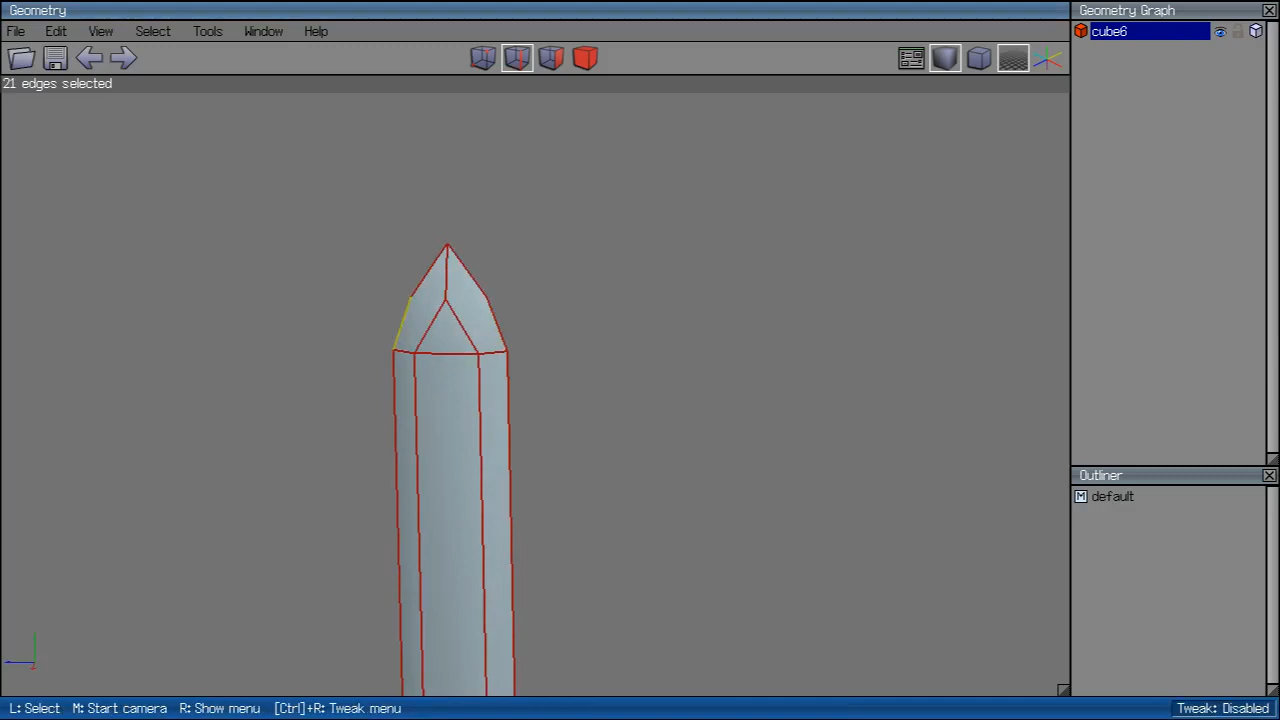 Geometry
File Edit View Select Tools Window Help
21 edges selected
Geometry Graph
cube6
Outliner
M default
L: Select M: Start camera R: Show menu [Ctrl]+R: Tweak menu
Tweak: Disabled